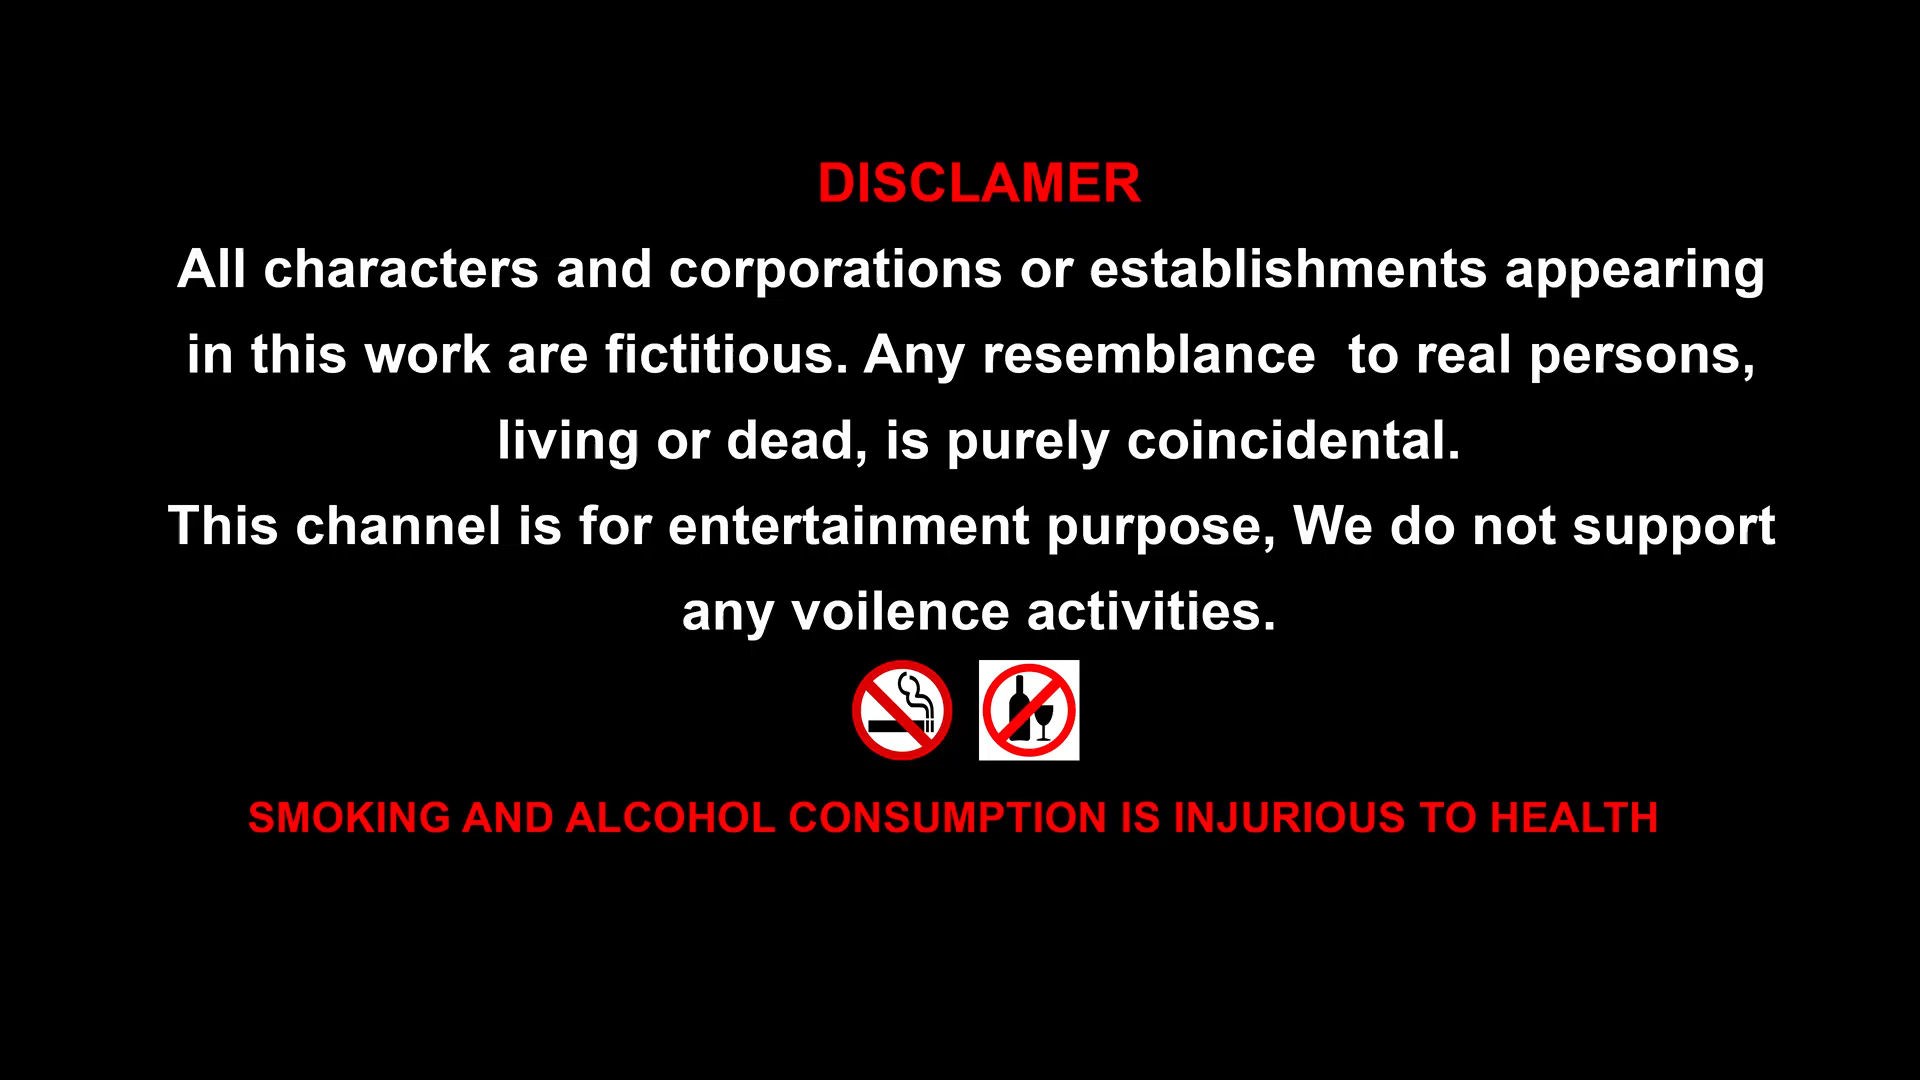 DISCLAMER
All characters and corporations or establishments appearing
in this work are fictitious. Any resemblance  to real persons,
living or dead, is purely coincidental.
This channel is for entertainment purpose, We do not support
any voilence activities.
SMOKING AND ALCOHOL CONSUMPTION IS INJURIOUS TO HEALTH